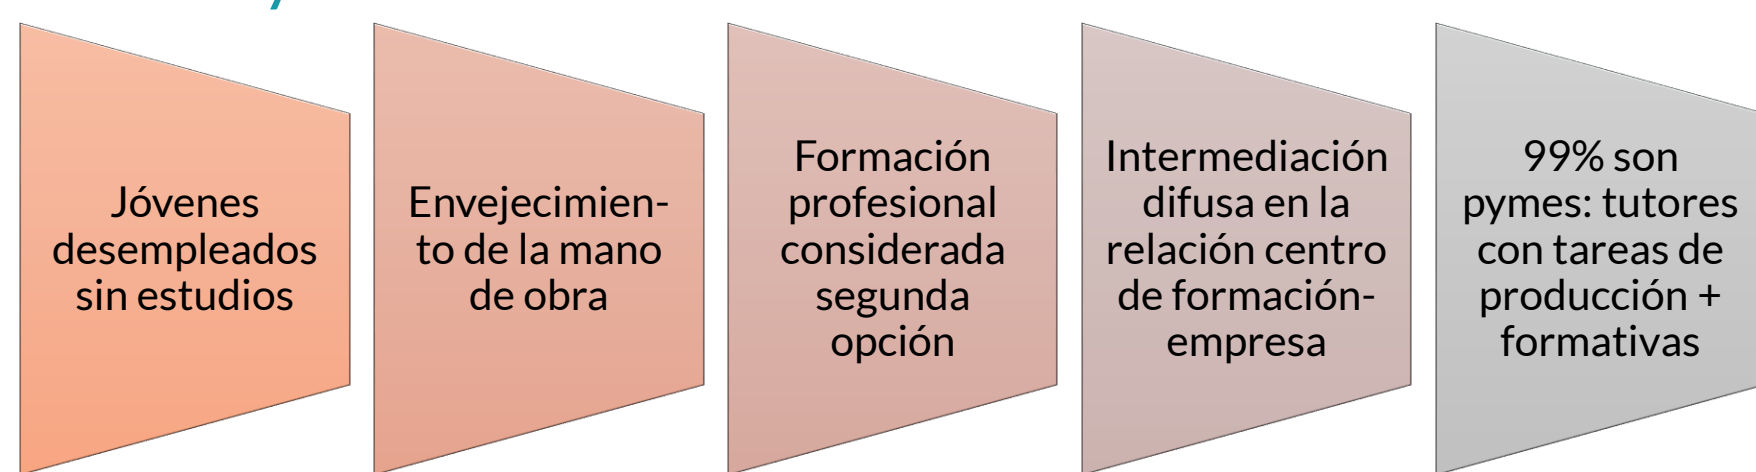 Jóvenes
desempleados
sin estudios
Envejecimien-
to de la mano
de obra
Formación
profesional
considerada
segunda
opción
Intermediación
difusa en la
relación centro
de formación-
empresa
99% son
pymes: tutores
con tareas de
producción +
formativas